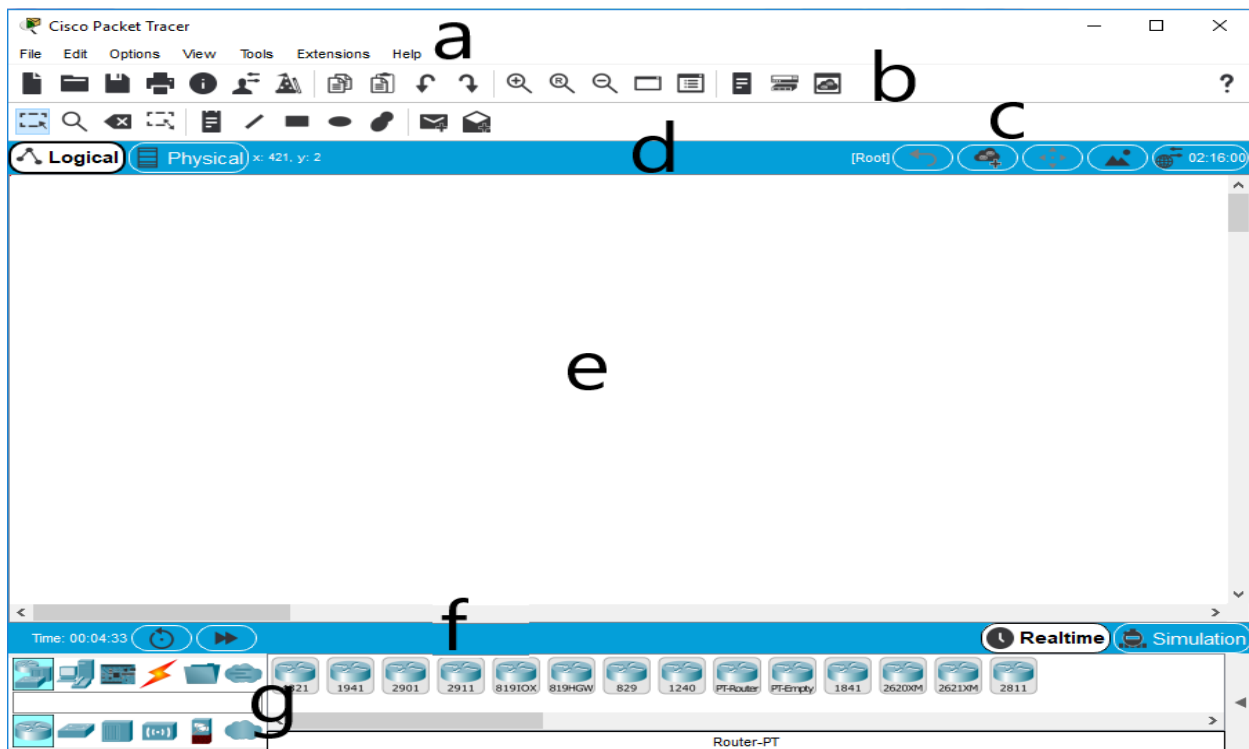 Cisco Packet Tracer
File Edit Options View Tools Extensions Help a
b
?
c
Logical Physical x: 421, y: 2 d [Root] 02:16:00
e
Time: 00:04:33 f Realtime Simulation
1941 2901 2911 819IOX 819HGW 829 1240 PT-Router PT-Empty 1841 2620XM 2621XM 2811
g
Router-PT